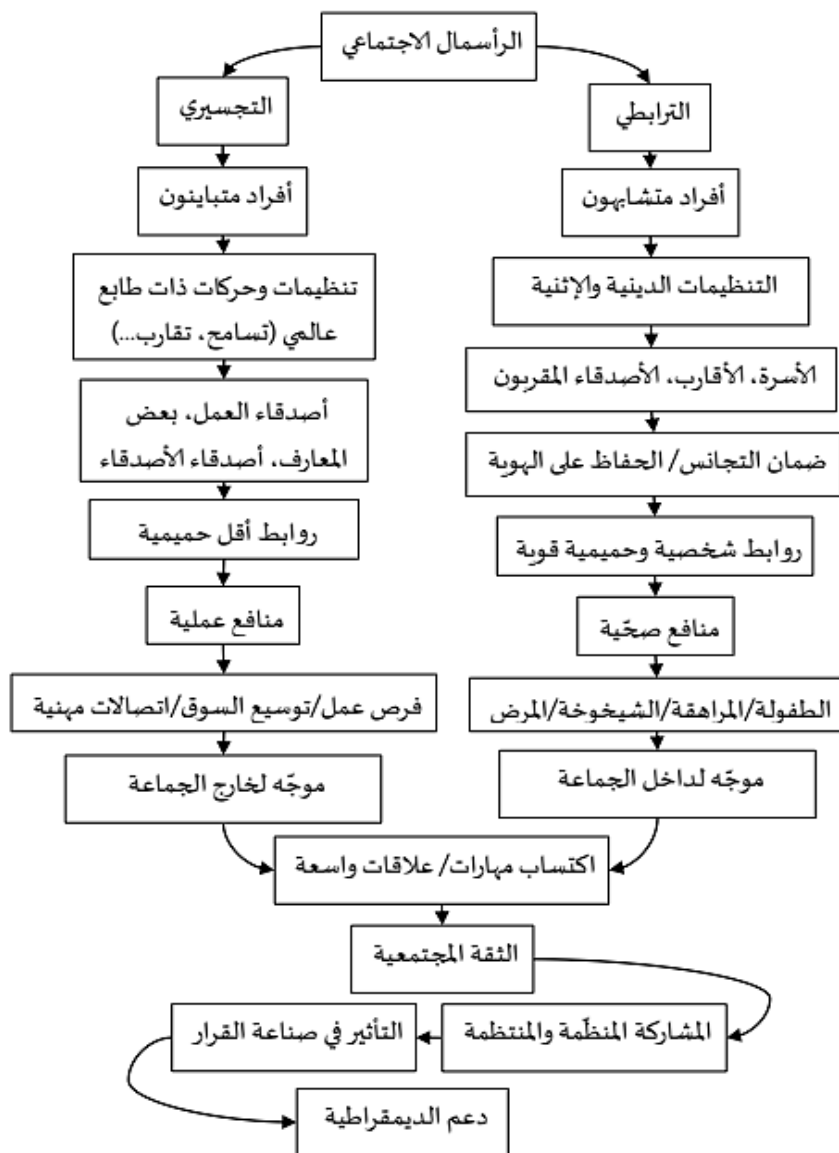 الرأسمال الاجتماعي
الترابطي
التجسيري
أفراد متشابهون
أفراد متباينون
التنظيمات الدينية والإثنية
تنظيمات وحركات ذات طابع
عالمي (تسامح، تقارب...)
الأسرة، الأقارب، الأصدقاء المقربون
أصدقاء العمل، بعض
المعارف، أصدقاء الأصدقاء
ضمان التجانس/ الحفاظ على الهوية
روابط شخصية وحميمية قوية
روابط أقل حميمية
منافع صحّية
منافع عملية
الطفولة/المراهقة/الشيخوخة/المرض
فرص عمل/توسيع السوق/اتصالات مهنية
موجّه لداخل الجماعة
موجّه لخارج الجماعة
اكتساب مهارات/ علاقات واسعة
الثقة المجتمعية
المشاركة المنظّمة والمنتظمة
التأثير في صناعة القرار
دعم الديمقراطية